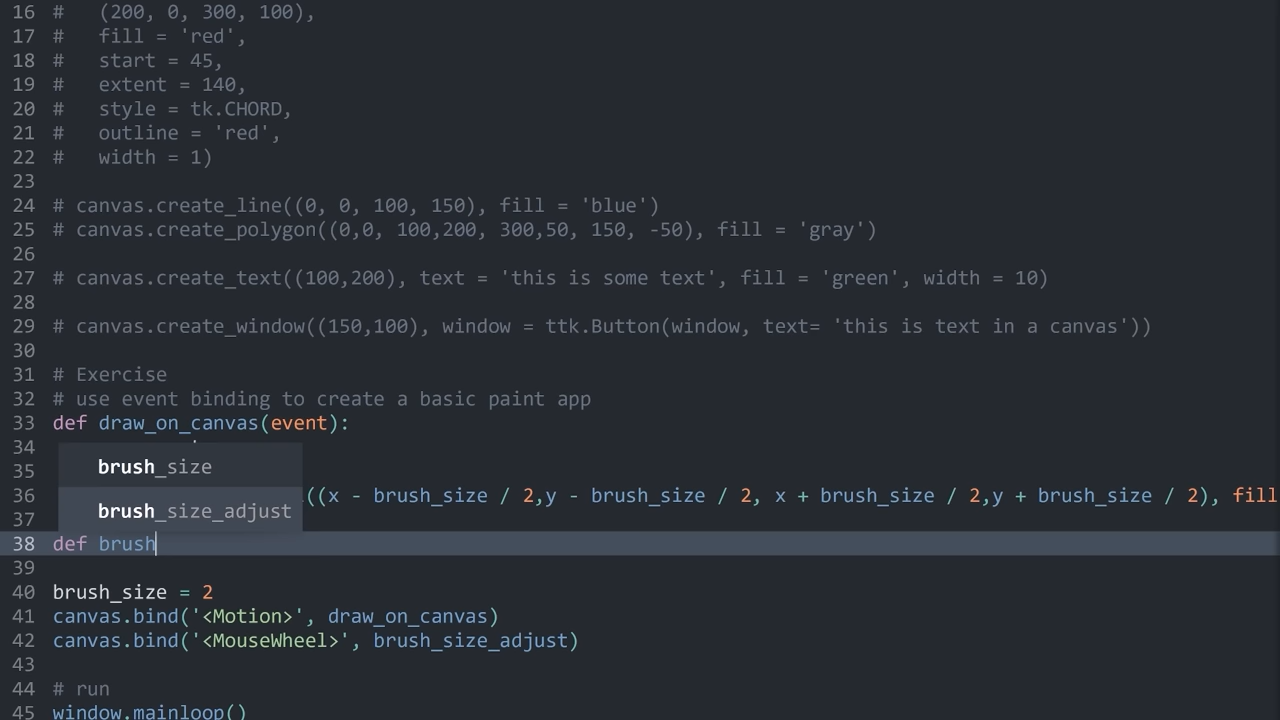 16 #   (200, 0, 300, 100),
17 #   fill = 'red',
18 #   start = 45,
19 #   extent = 140,
20 #   style = tk.CHORD,
21 #   outline = 'red',
22 #   width = 1)
23
24 # canvas.create_line((0, 0, 100, 150), fill = 'blue')
25 # canvas.create_polygon((0,0, 100,200, 300,50, 150, -50), fill = 'gray')
26
27 # canvas.create_text((100,200), text = 'this is some text', fill = 'green', width = 10)
28
29 # canvas.create_window((150,100), window = ttk.Button(window, text= 'this is text in a canvas'))
30
31 # Exercise
32 # use event binding to create a basic paint app
33 def draw_on_canvas(event):
34
brush_size
35
36 ((x - brush_size / 2,y - brush_size / 2, x + brush_size / 2,y + brush_size / 2), fill
brush_size_adjust
37
38 def brush
39
40 brush_size = 2
41 canvas.bind('<Motion>', draw_on_canvas)
42 canvas.bind('<MouseWheel>', brush_size_adjust)
43
44 # run
45 window.mainloop()